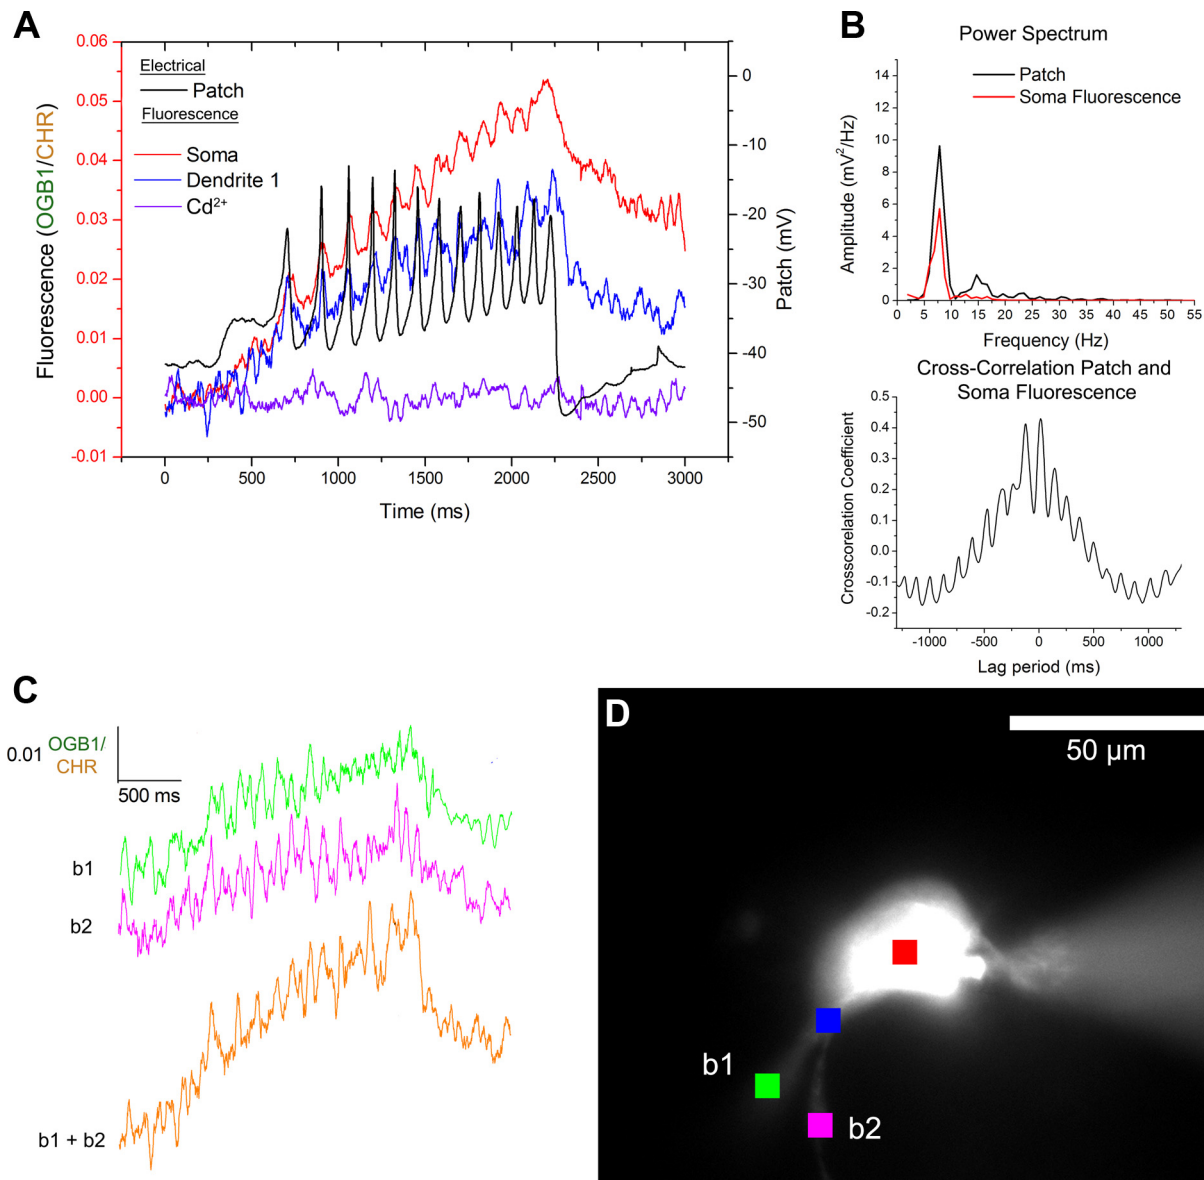 A
Electrical
Patch
Fluorescence
Soma
Dendrite 1
Cd2+
Fluorescence (OGB1/CHR)
0.06
0.05
0.04
0.03
0.02
0.01
0.00
-0.01
0
-10
-20
-30
-40
-50
Patch (mV)
0 500 1000 1500 2000 2500 3000
Time (ms)
B
Power Spectrum
Patch
Soma Fluorescence
Amplitude (mV2/Hz)
14
12
10
8
6
4
2
0
0 5 10 15 20 25 30 35 40 45 50 55
Frequency (Hz)
Cross-Correlation Patch and
Soma Fluorescence
Crosscorelation Coefficient
0.5
0.4
0.3
0.2
0.1
0.0
-0.1
-0.2
-1000 -500 0 500 1000
Lag period (ms)
C
0.01 OGB1/
CHR
500 ms
b1
b2
b1 + b2
D
50 µm
b1
b2